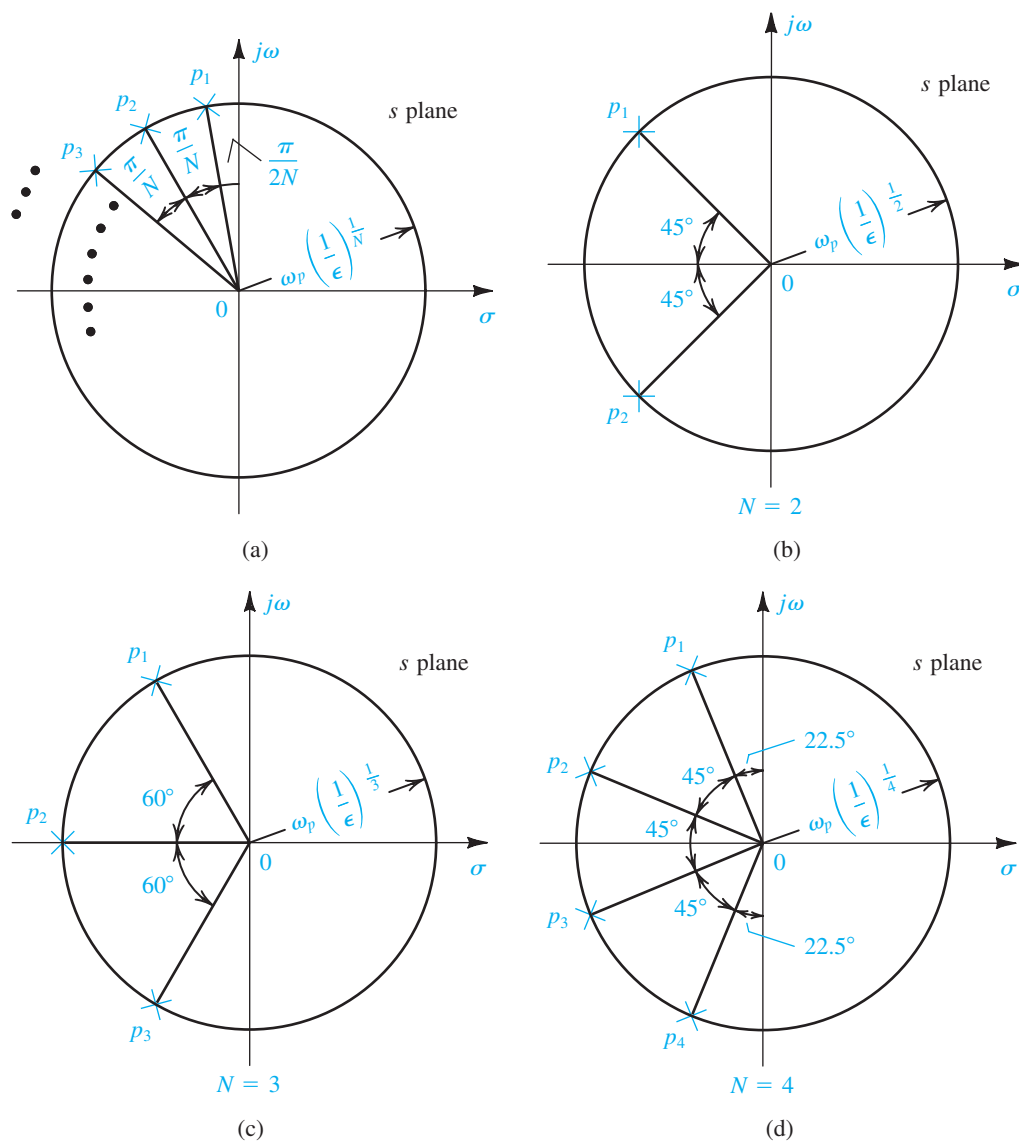 jω
p₁
p₂
p₃
s plane
π/N
π/N
π/2N
ωₚ(1/ϵ)^(1/N)
0
σ
(a)
jω
s plane
p₁
45°
45°
ωₚ(1/ϵ)^(1/2)
0
σ
p₂
N = 2
(b)
jω
p₁
s plane
60°
ωₚ(1/ϵ)^(1/3)
p₂
0
σ
60°
p₃
N = 3
(c)
jω
p₁
s plane
22.5°
p₂
45°
ωₚ(1/ϵ)^(1/4)
45°
0
σ
p₃
45°
22.5°
p₄
N = 4
(d)